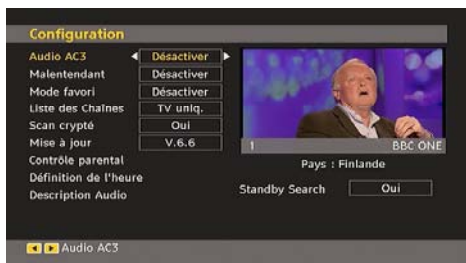 Configuration
Audio AC3 Désactiver
Malentendant Désactiver
Mode favori Désactiver
Liste des Chaînes TV uniq.
Scan crypté Oui
Mise à jour V.6.6
Contrôle parental
Définition de l'heure
Description Audio
1 BBC ONE
Pays : Finlande
Standby Search Oui
Audio AC3